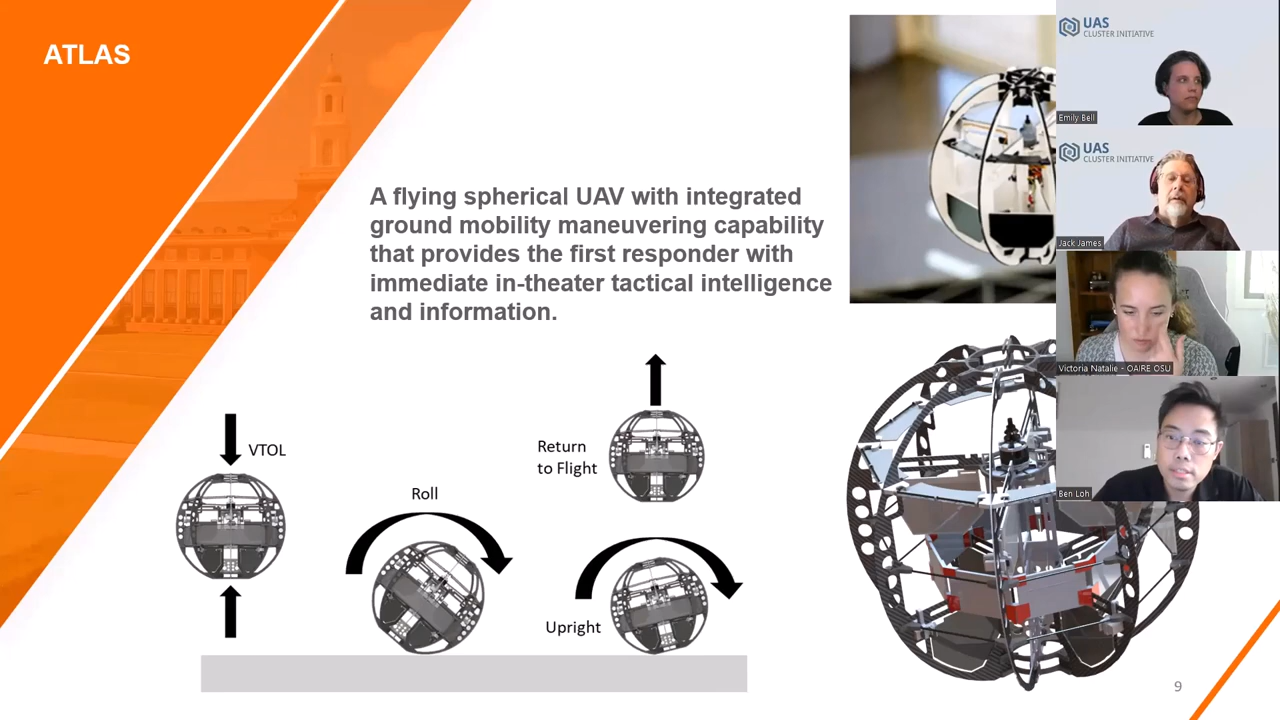 ATLAS
A flying spherical UAV with integrated
ground mobility maneuvering capability
that provides the first responder with
immediate in-theater tactical intelligence
and information.
VTOL
Roll
Return
to Flight
Upright
9
UAS
CLUSTER INITIATIVE
Emily Bell
UAS
CLUSTER INITIATIVE
Jack James
Victoria Natalie - OAIRE OSU
Ben Loh